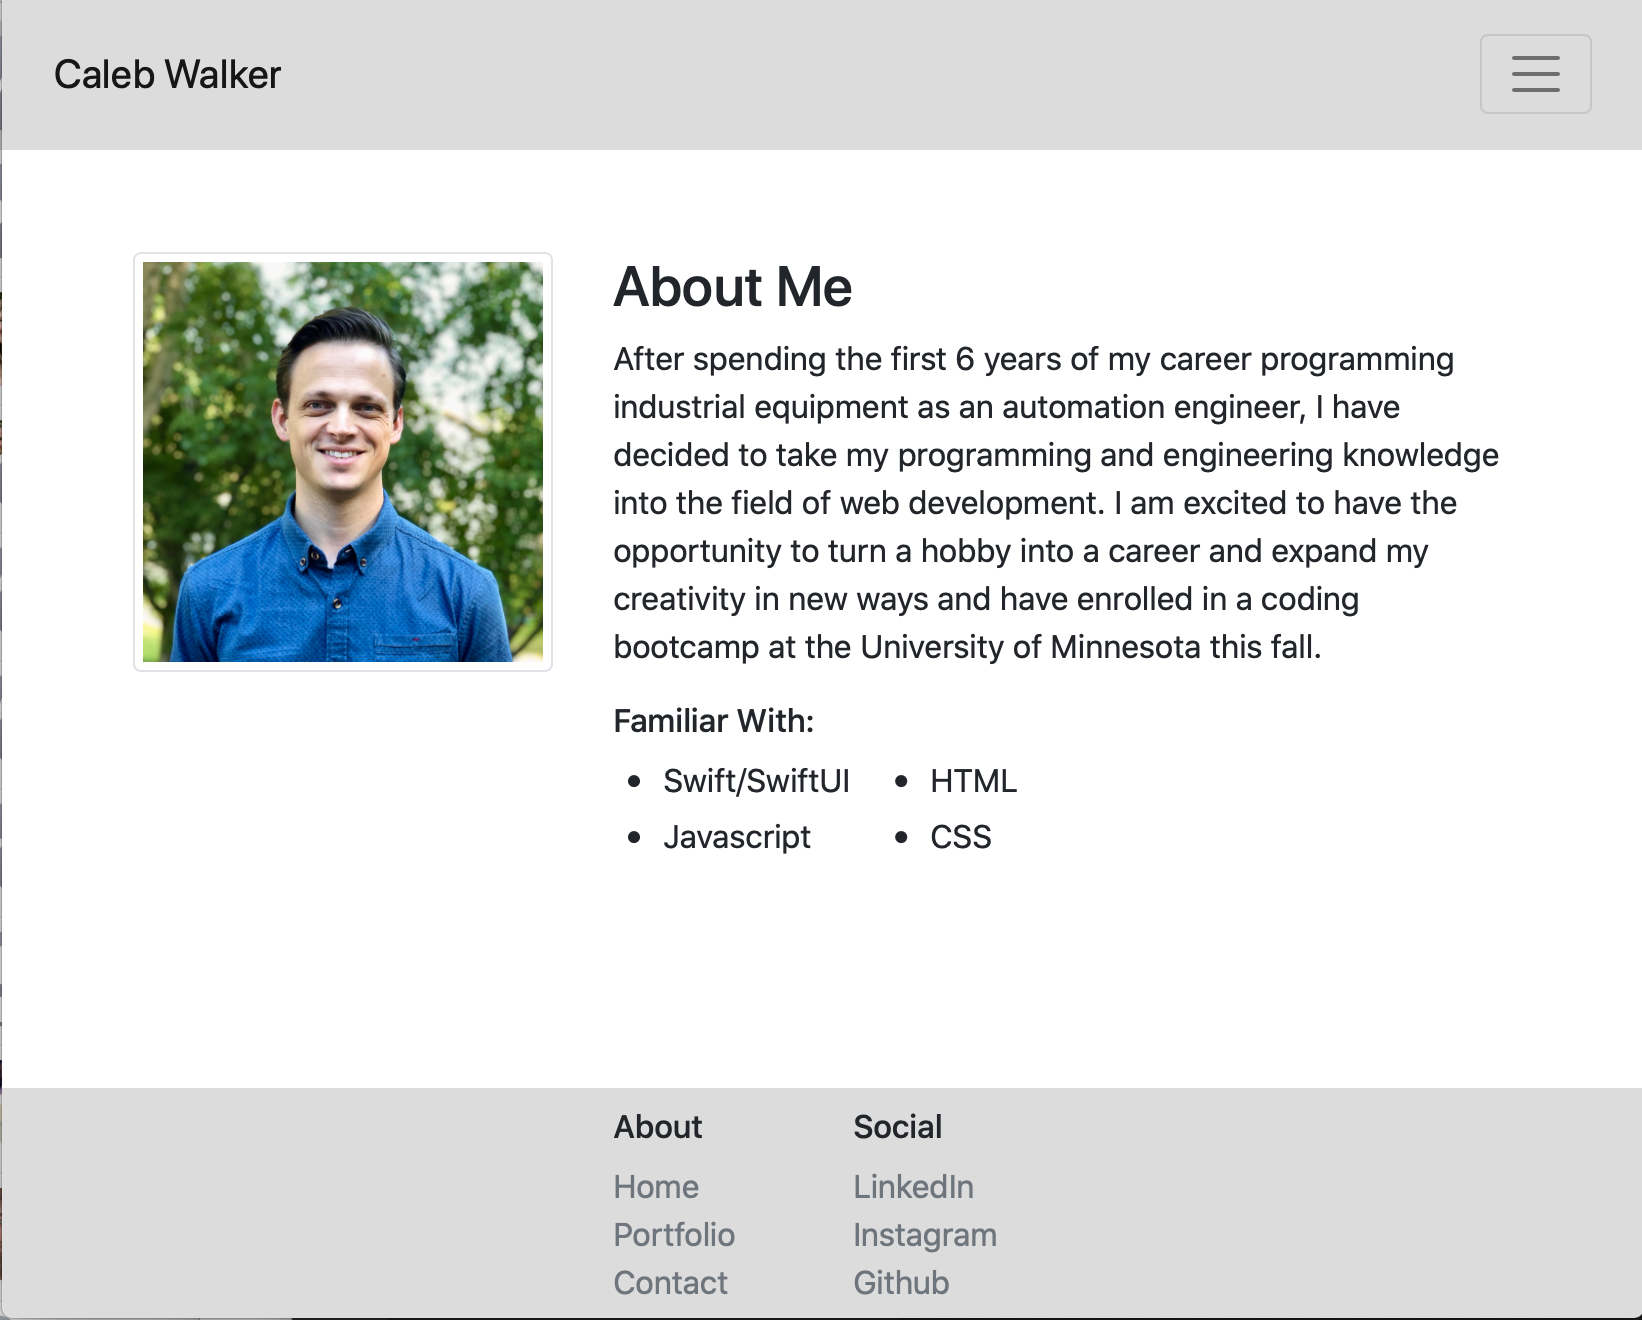 Caleb Walker
About Me
After spending the first 6 years of my career programming
industrial equipment as an automation engineer, I have
decided to take my programming and engineering knowledge
into the field of web development. I am excited to have the
opportunity to turn a hobby into a career and expand my
creativity in new ways and have enrolled in a coding
bootcamp at the University of Minnesota this fall.
Familiar With:
• Swift/SwiftUI
• Javascript
• HTML
• CSS
About
Home
Portfolio
Contact
Social
LinkedIn
Instagram
Github